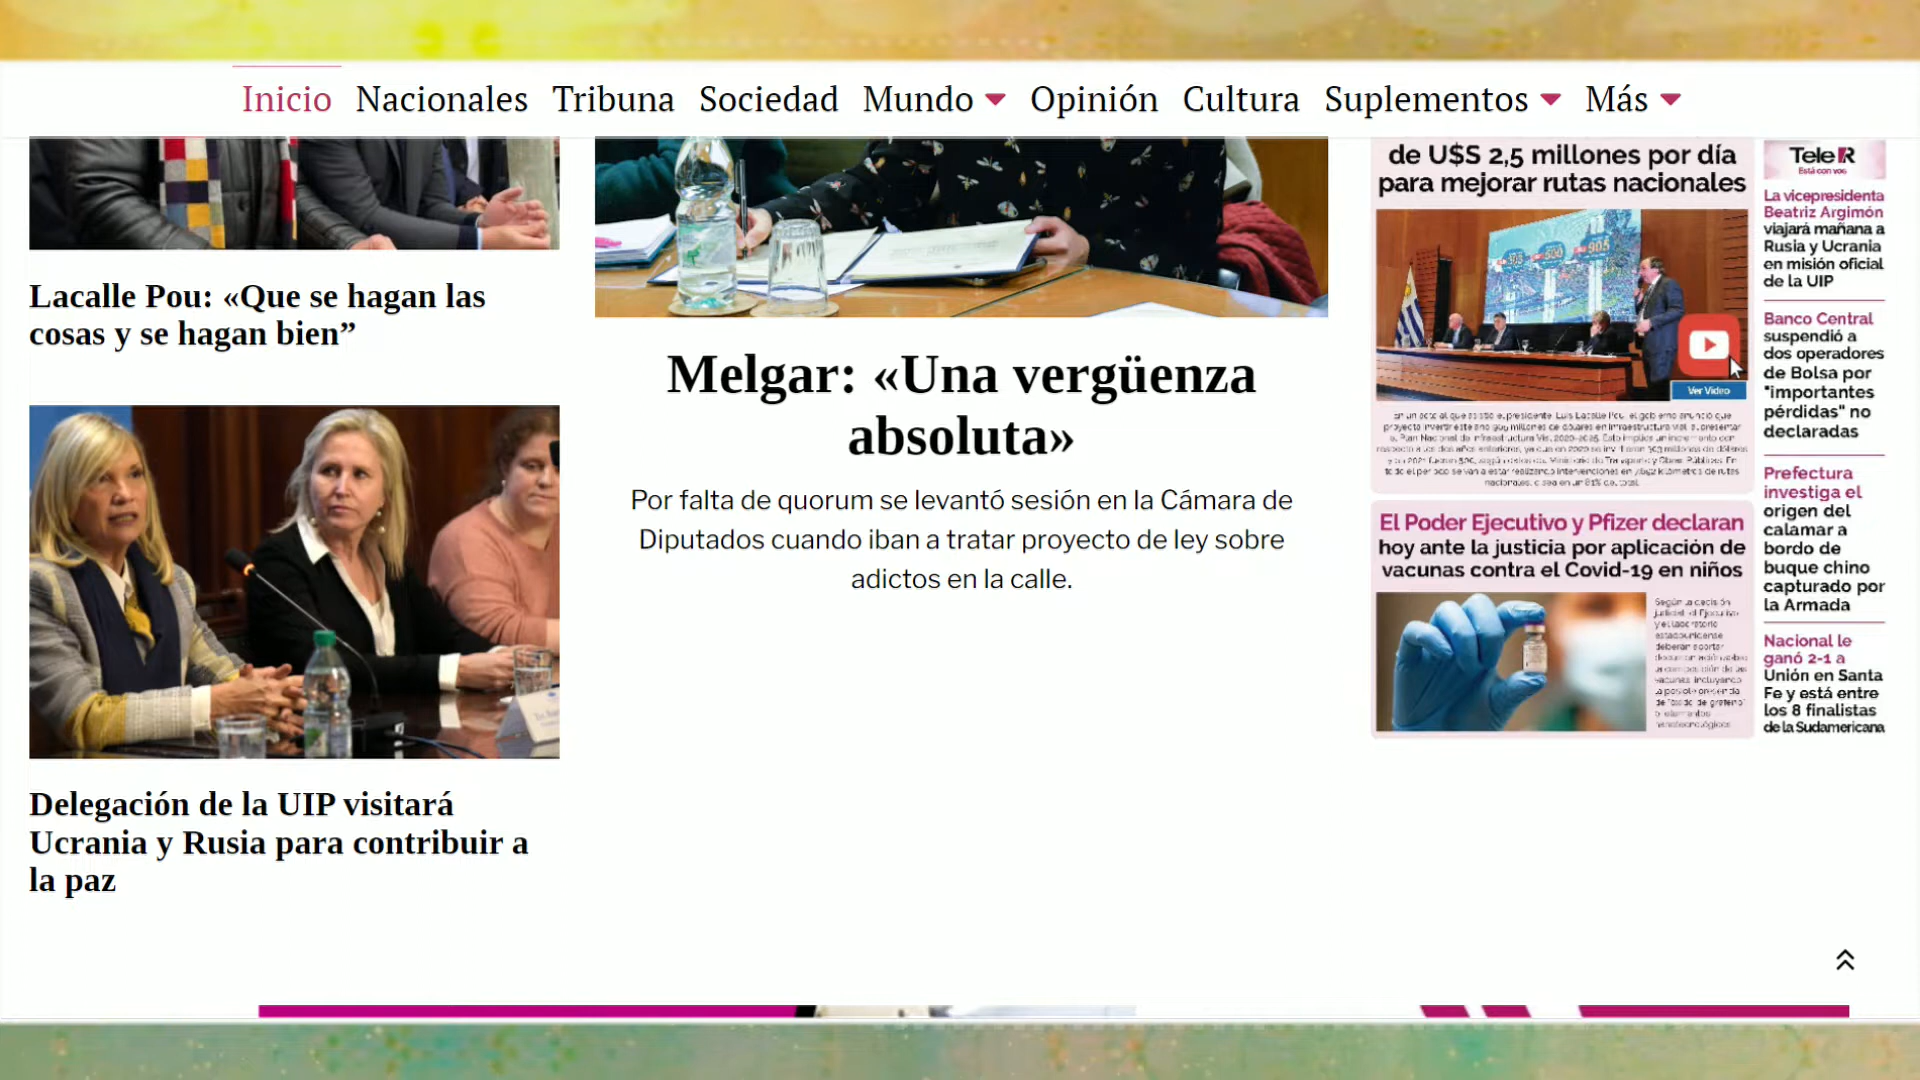 Inicio Nacionales Tribuna Sociedad Mundo Opinión Cultura Suplementos Más
Lacalle Pou: «Que se hagan las
cosas y se hagan bien”
Delegación de la UIP visitará
Ucrania y Rusia para contribuir a
la paz
Melgar: «Una vergüenza
absoluta»
Por falta de quorum se levantó sesión en la Cámara de
Diputados cuando iban a tratar proyecto de ley sobre
adictos en la calle.
de U$S 2,5 millones por día
para mejorar rutas nacionales
Ver Video
El Poder Ejecutivo y Pfizer declaran
hoy ante la justicia por aplicación de
vacunas contra el Covid-19 en niños
TeleR
Está con vos
La vicepresidenta
Beatriz Argimón
viajará mañana a
Rusia y Ucrania
en misión oficial
de la UIP
Banco Central
suspendió a
dos operadores
de Bolsa por
"importantes
pérdidas" no
declaradas
Prefectura
investiga el
origen del
calamar a
bordo de
buque chino
capturado por
la Armada
Nacional le
ganó 2-1 a
Unión en Santa
Fe y está entre
los 8 finalistas
de la Sudamericana